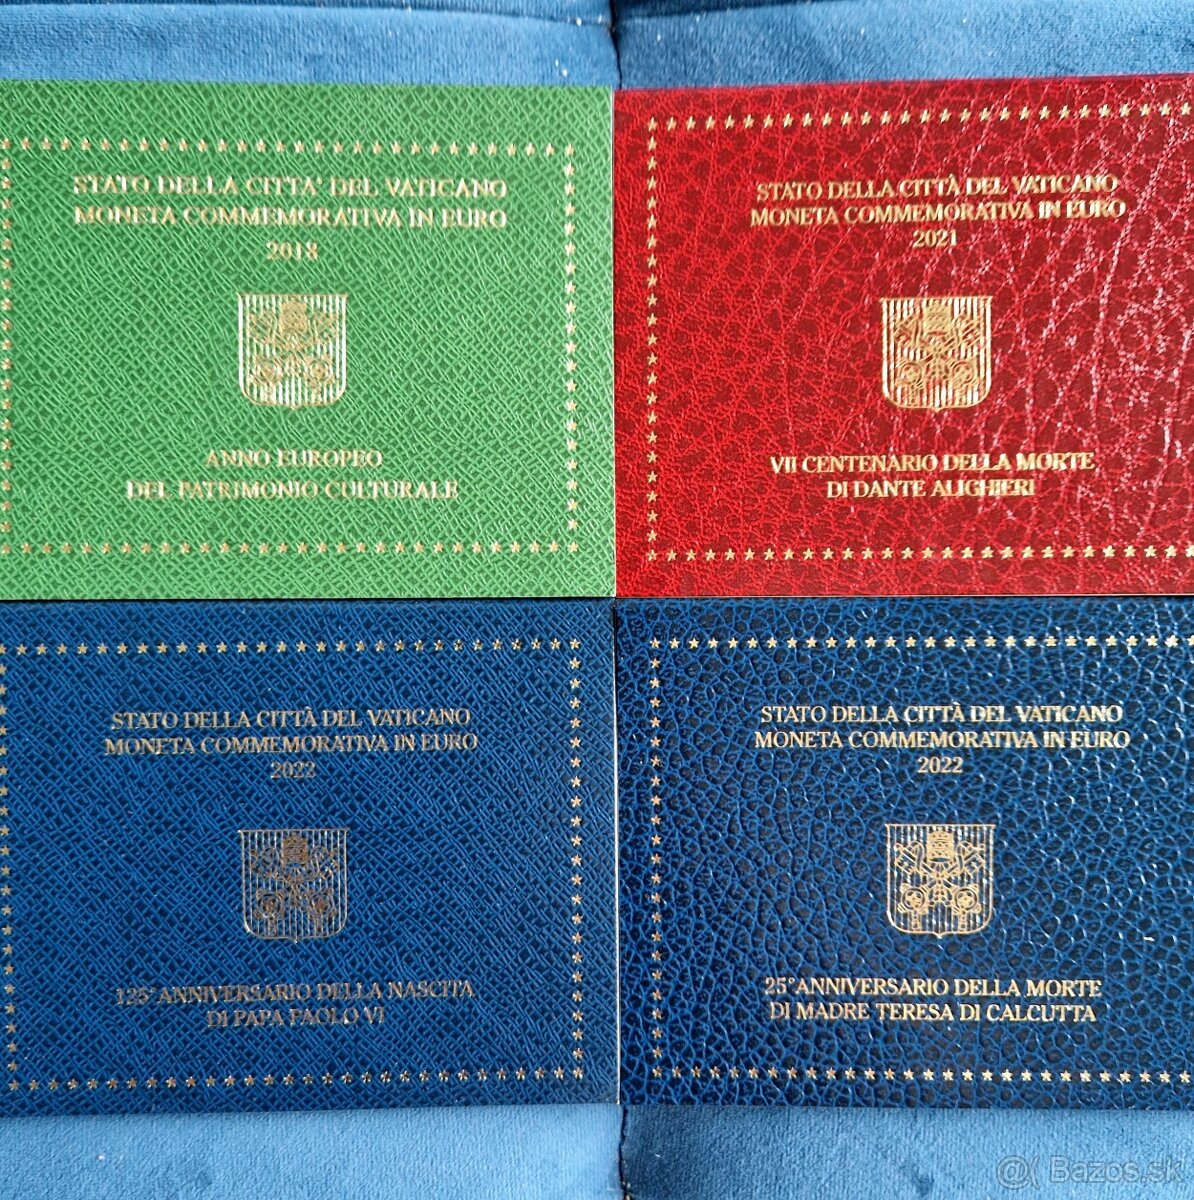 STATO DELLA CITTA' DEL VATICANO
MONETA COMMEMORATIVA IN EURO
2018
ANNO EUROPEO
DEL PATRIMONIO CULTURALE
STATO DELLA CITTÀ DEL VATICANO
MONETA COMMEMORATIVA IN EURO
2021
VII CENTENARIO DELLA MORTE
DI DANTE ALIGHIERI
STATO DELLA CITTÀ DEL VATICANO
MONETA COMMEMORATIVA IN EURO
2022
125° ANNIVERSARIO DELLA NASCITA
DI PAPA PAOLO VI
STATO DELLA CITTÀ DEL VATICANO
MONETA COMMEMORATIVA IN EURO
2022
25° ANNIVERSARIO DELLA MORTE
DI MADRE TERESA DI CALCUTTA
Bazos.sk